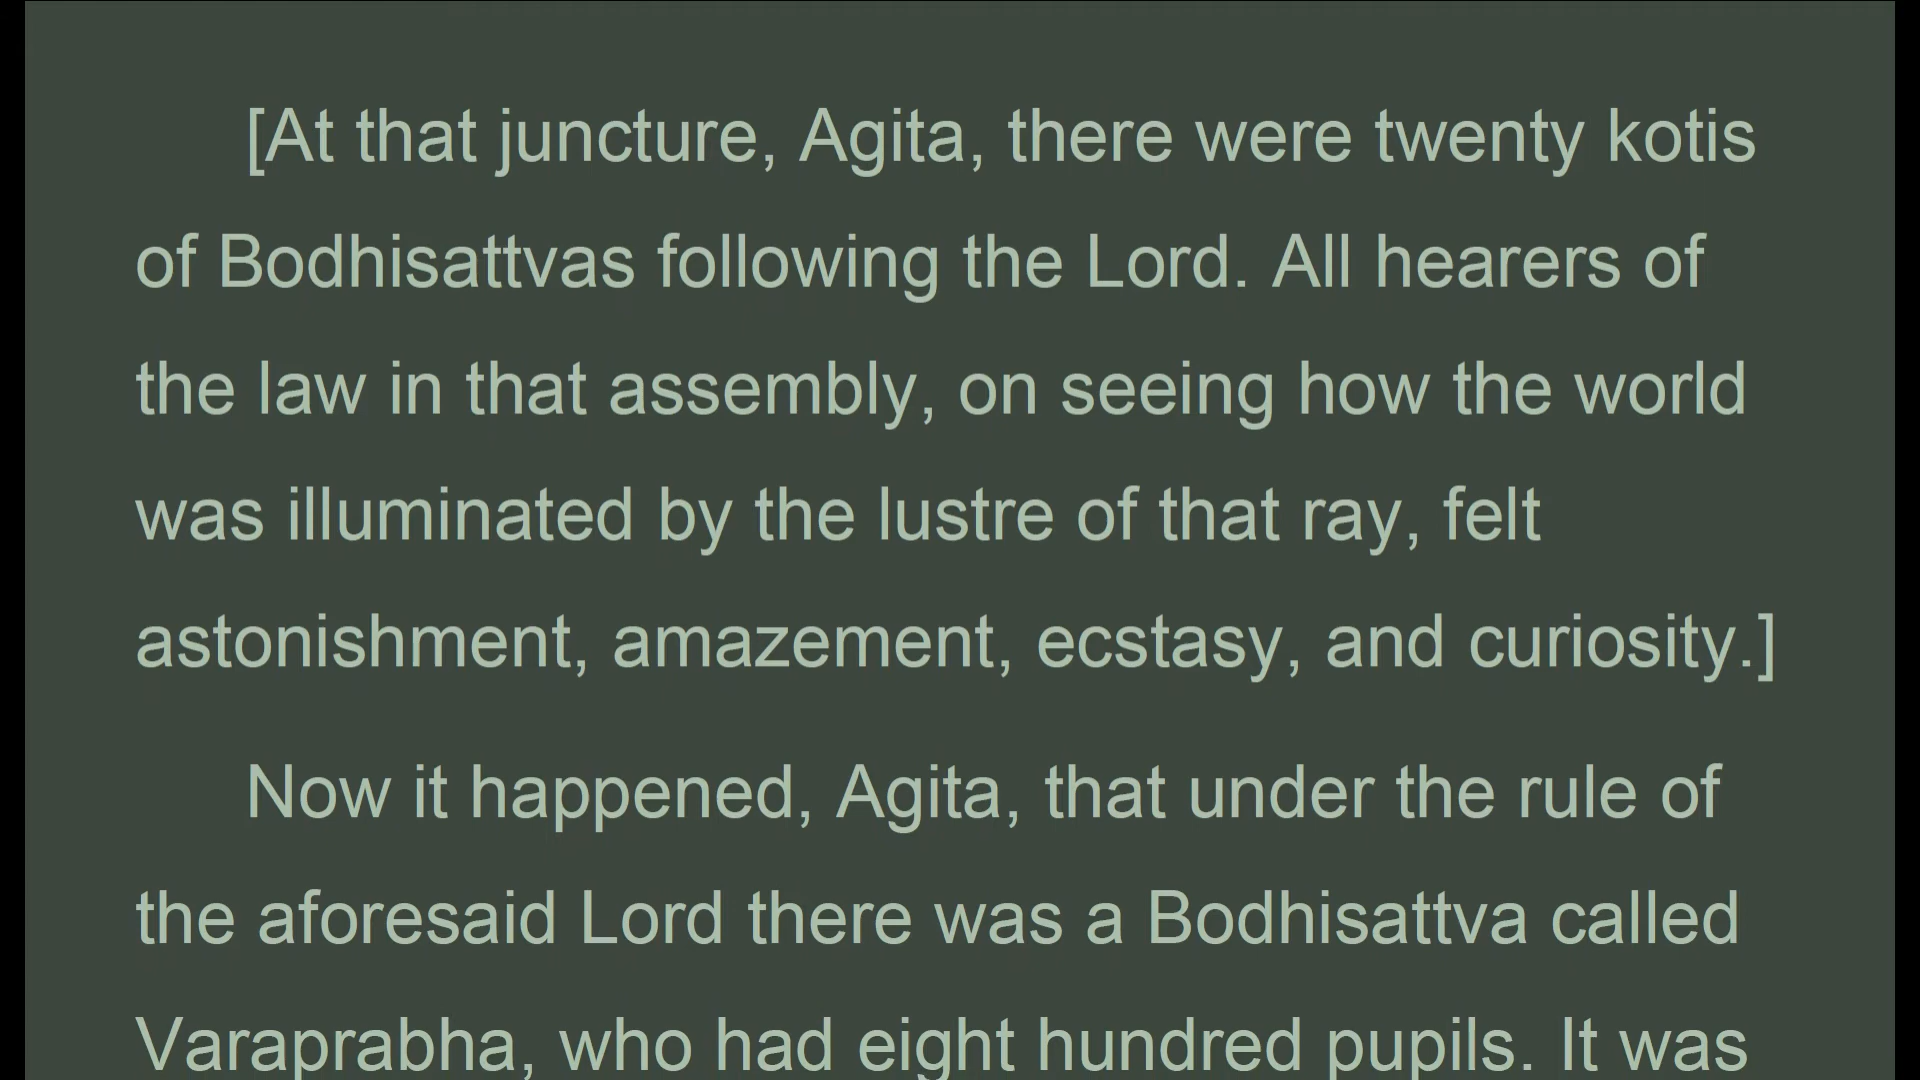 [At that juncture, Agita, there were twenty kotis
of Bodhisattvas following the Lord. All hearers of
the law in that assembly, on seeing how the world
was illuminated by the lustre of that ray, felt
astonishment, amazement, ecstasy, and curiosity.]
Now it happened, Agita, that under the rule of
the aforesaid Lord there was a Bodhisattva called
Varaprabha, who had eight hundred pupils. It was